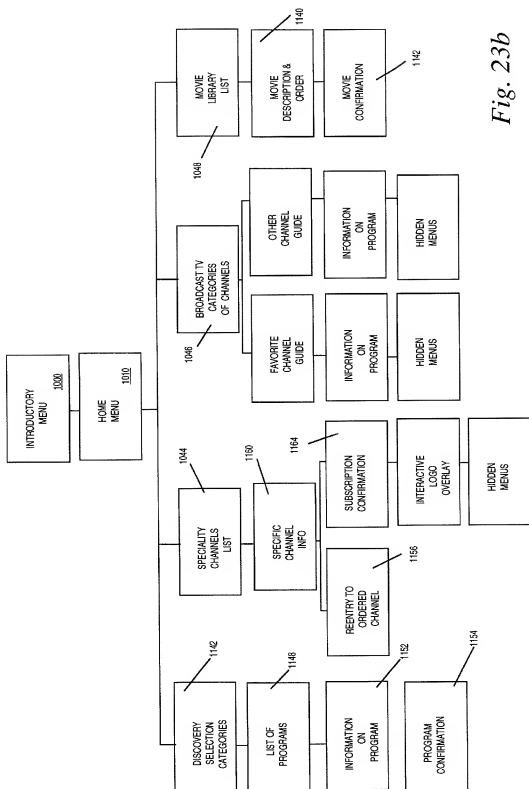 INTRODUCTORY
MENU 1000
HOME
MENU 1010
DISCOVERY
SELECTION
CATEGORIES
1142
LIST OF
PROGRAMS
1148
INFORMATION
ON
PROGRAM
1152
PROGRAM
CONFIRMATION
1154
SPECIALITY
CHANNELS
LIST
1044
SPECIFIC
CHANNEL
INFO
1160
REENTRY TO
ORDERED
CHANNEL
1156
SUBSCRIPTION
CONFIRMATION
1164
INTERACTIVE
LOGO
OVERLAY
HIDDEN
MENUS
BROADCAST TV
CATEGORIES
OF CHANNELS
1046
FAVORITE
CHANNEL
GUIDE
INFORMATION
ON
PROGRAM
HIDDEN
MENUS
OTHER
CHANNEL
GUIDE
INFORMATION
ON
PROGRAM
HIDDEN
MENUS
MOVIE
LIBRARY
LIST
1048
MOVIE
DESCRIPTION &
ORDER
1140
MOVIE
CONFIRMATION
1142
Fig. 23b